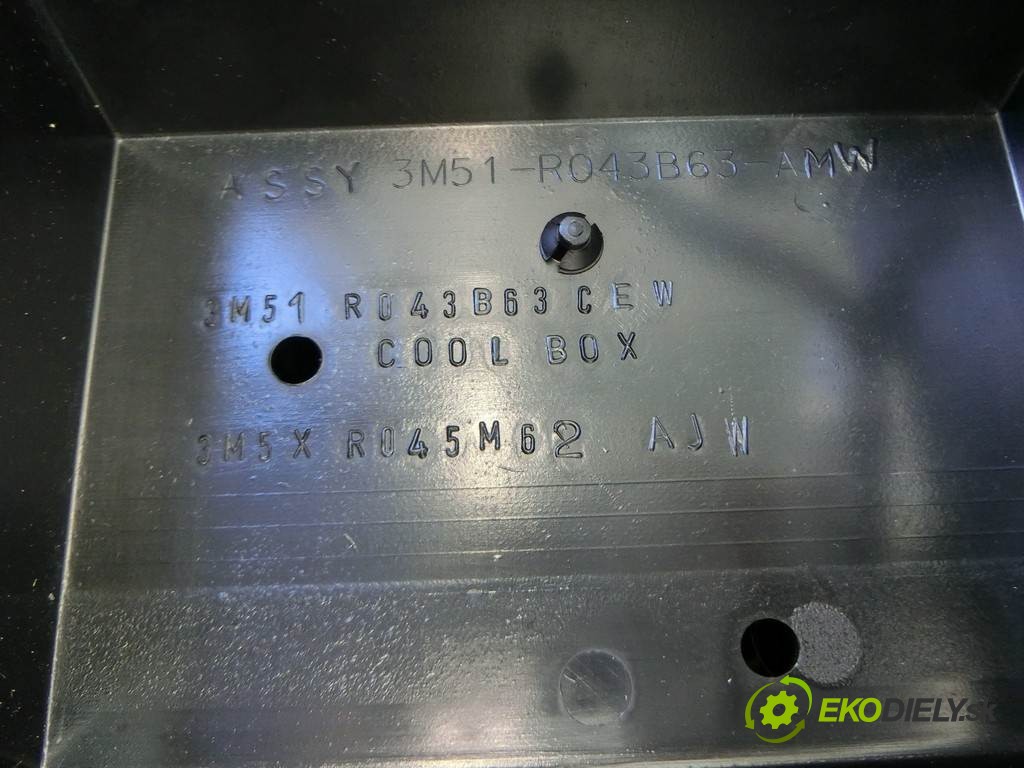 ASSY 3M51-R043B63-AMW
3M51 R043B63 CEW
COOL BOX
3M5X R045M62 AJW
EKODIELY.sk